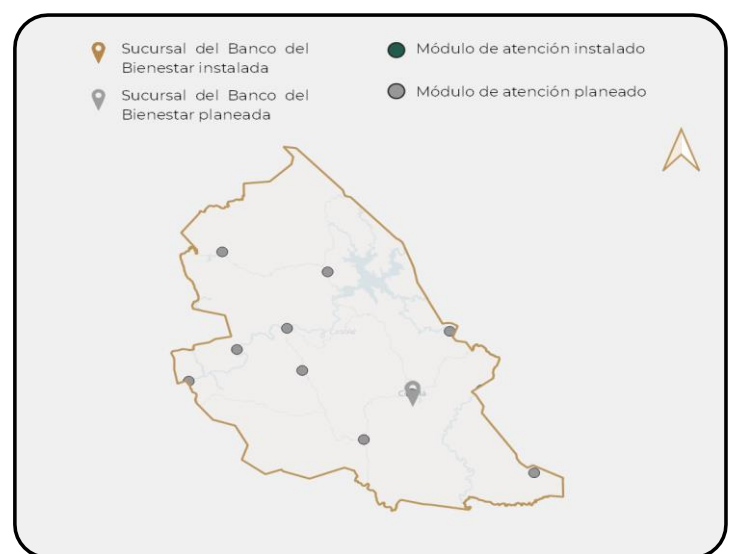 Sucursal del Banco del
Bienestar instalada
Sucursal del Banco del
Bienestar planeada
Módulo de atención instalado
Módulo de atención planeado